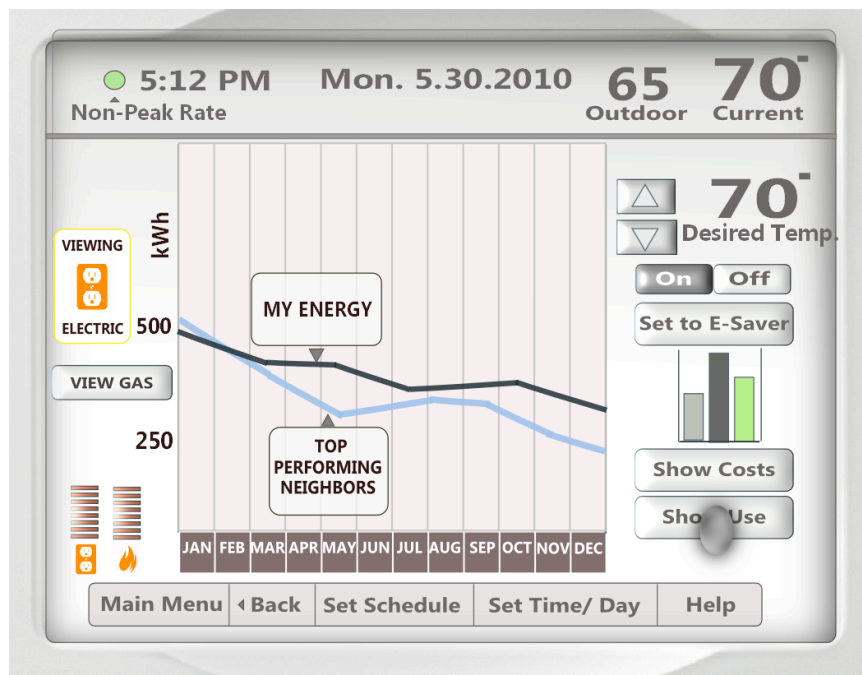 5:12 PM
Mon. 5.30.2010
65
70
Non-Peak Rate
Outdoor
Current
kWh
70
Desired Temp.
VIEWING
ELECTRIC
On
Off
500
MY ENERGY
Set to E-Saver
VIEW GAS
250
TOP
PERFORMING
NEIGHBORS
Show Costs
Show Use
JAN FEB MAR APR MAY JUN JUL AUG SEP OCT NOV DEC
Main Menu
Back
Set Schedule
Set Time/ Day
Help